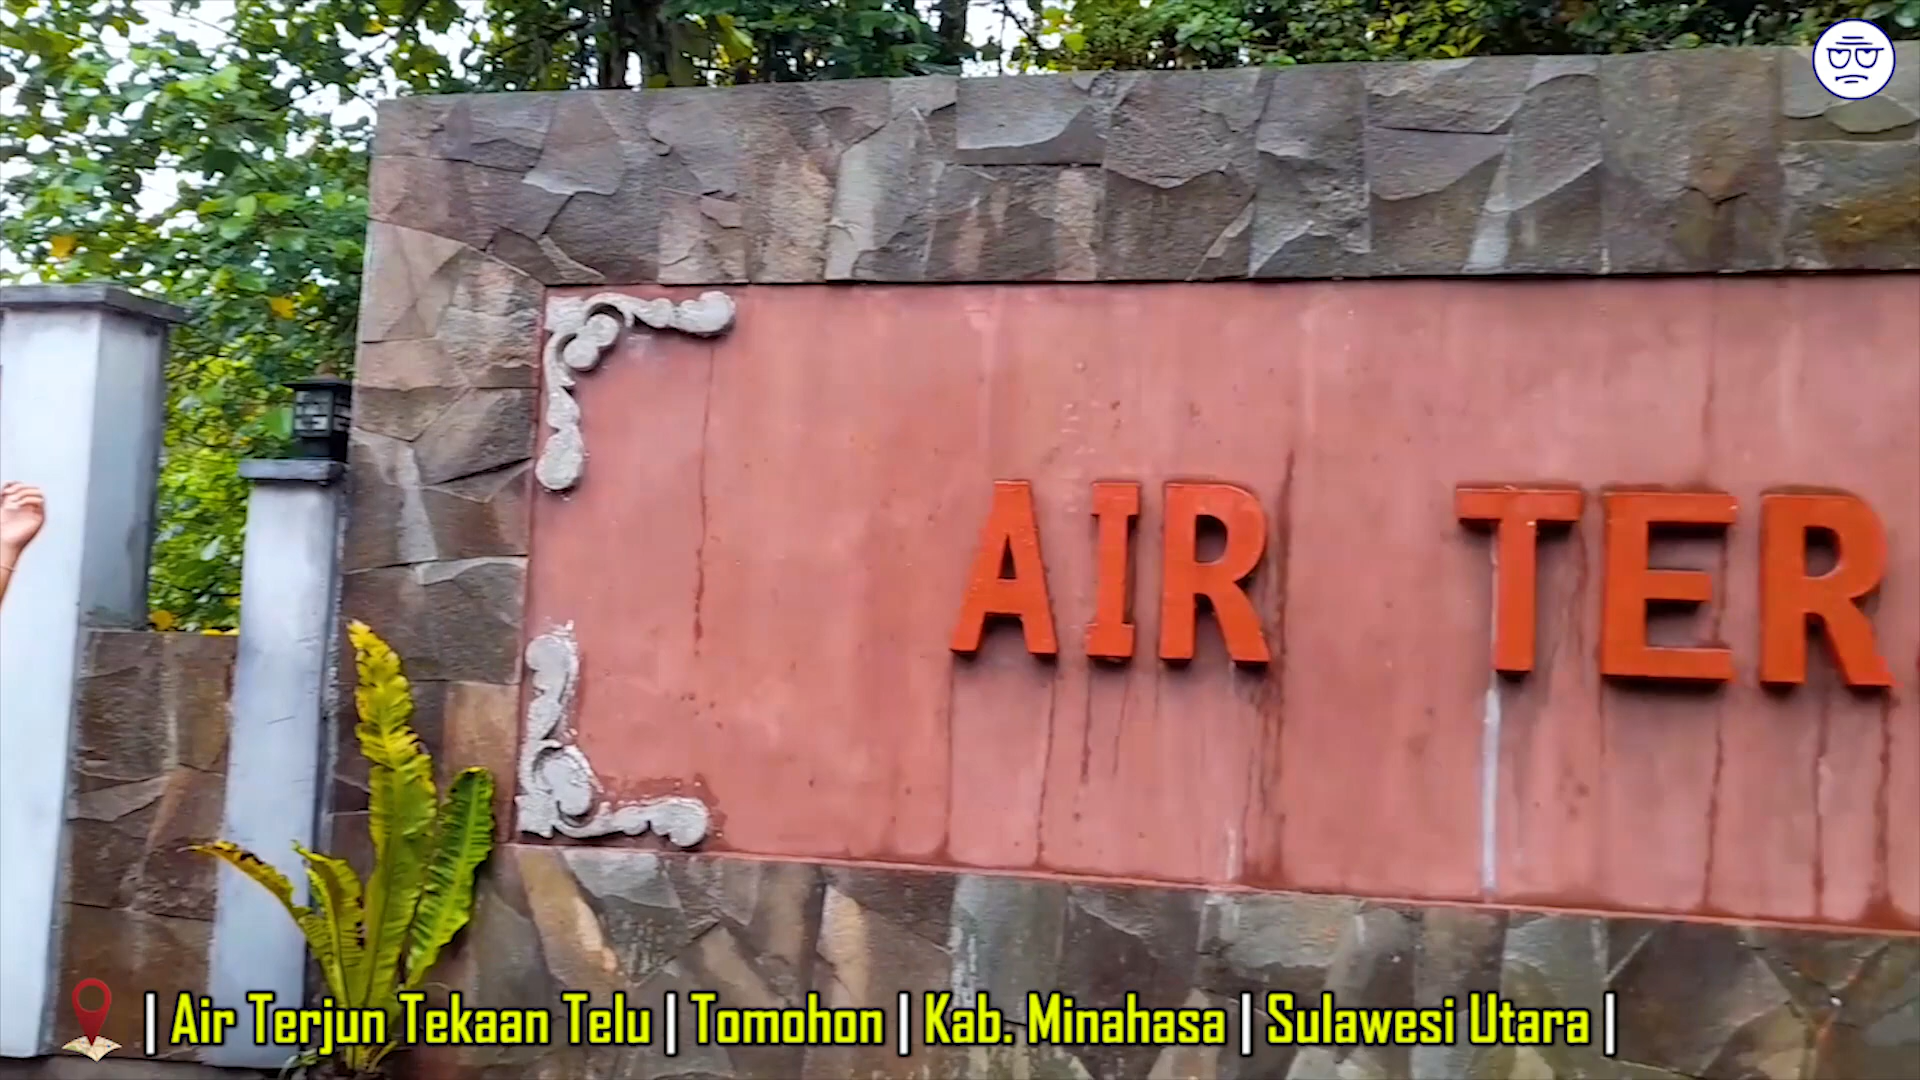 AIR TER
| Air Terjun Tekaan Telu | Tomohon | Kab. Minahasa | Sulawesi Utara |